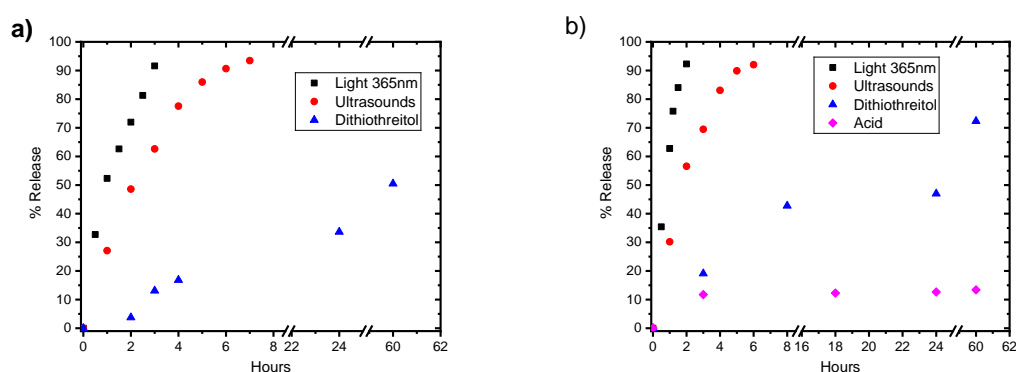 a)
100
90
80
70
60
50
40
30
20
10
0
% Release
Light 365nm
Ultrasounds
Dithiothreitol
0 2 4 6 8 22 24 60 62
Hours
b)
100
90
80
70
60
50
40
30
20
10
0
% Release
Light 365nm
Ultrasounds
Dithiothreitol
Acid
0 2 4 6 8 16 18 20 22 24 60 62
Hours